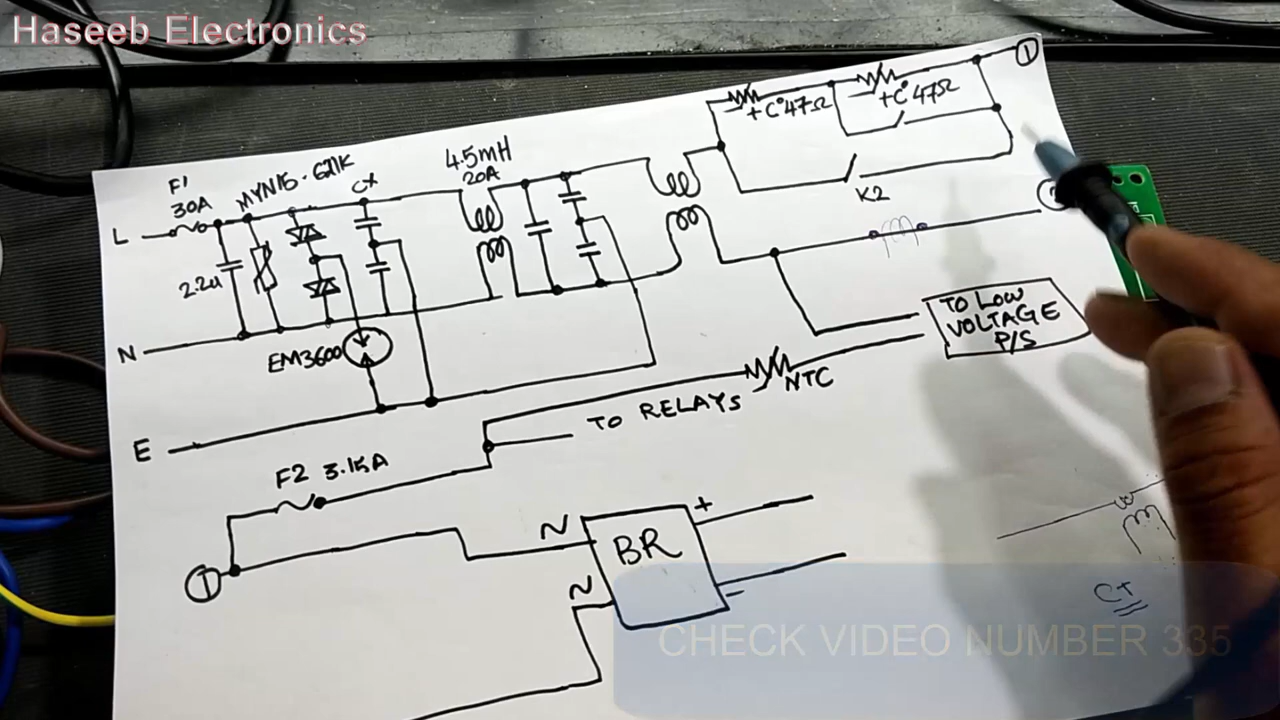 Haseeb Electronics
F1
30A
MYN15-621K
CX
4.5mH
20A
+C° 47Ω
+C° 47Ω
1
K2
L
2.2u
N
EM3600
E
TO LOW
VOLTAGE
P/S
NTC
TO RELAYS
F2 3.15A
1
~
BR
+
~
-
CT
CHECK VIDEO NUMBER 335